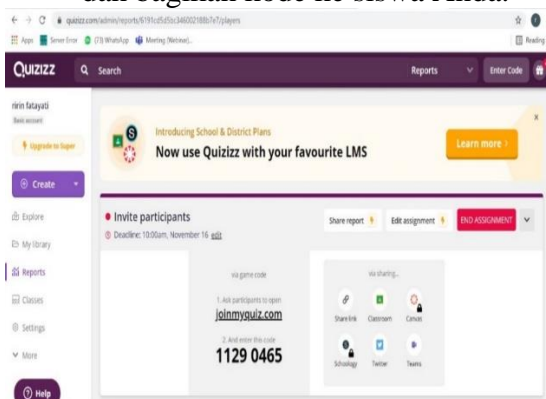 dan bagikan kode ke siswa Anda.
quizizz.com/admin/reports/6191cd5d5bc346002188b7e7/players
Apps Server Error (73) WhatsApp Meeting (Webinar)... Reading
Quizizz Search Reports Enter Code
ririn fatayati
Basic account
Upgrade to Super
Introducing School & District Plans
Now use Quizizz with your favourite LMS
Learn more >
x
Create
Explore
My library
Reports
Classes
Settings
More
Help
Invite participants
Deadline: 10:00am, November 16 edit
Share report Edit assignment END ASSIGNMENT
via game code
1. Ask participants to open
joinmyquiz.com
2. And enter this code
1129 0465
via sharing...
Share link Classroom Canvas
Schoology Twitter Teams